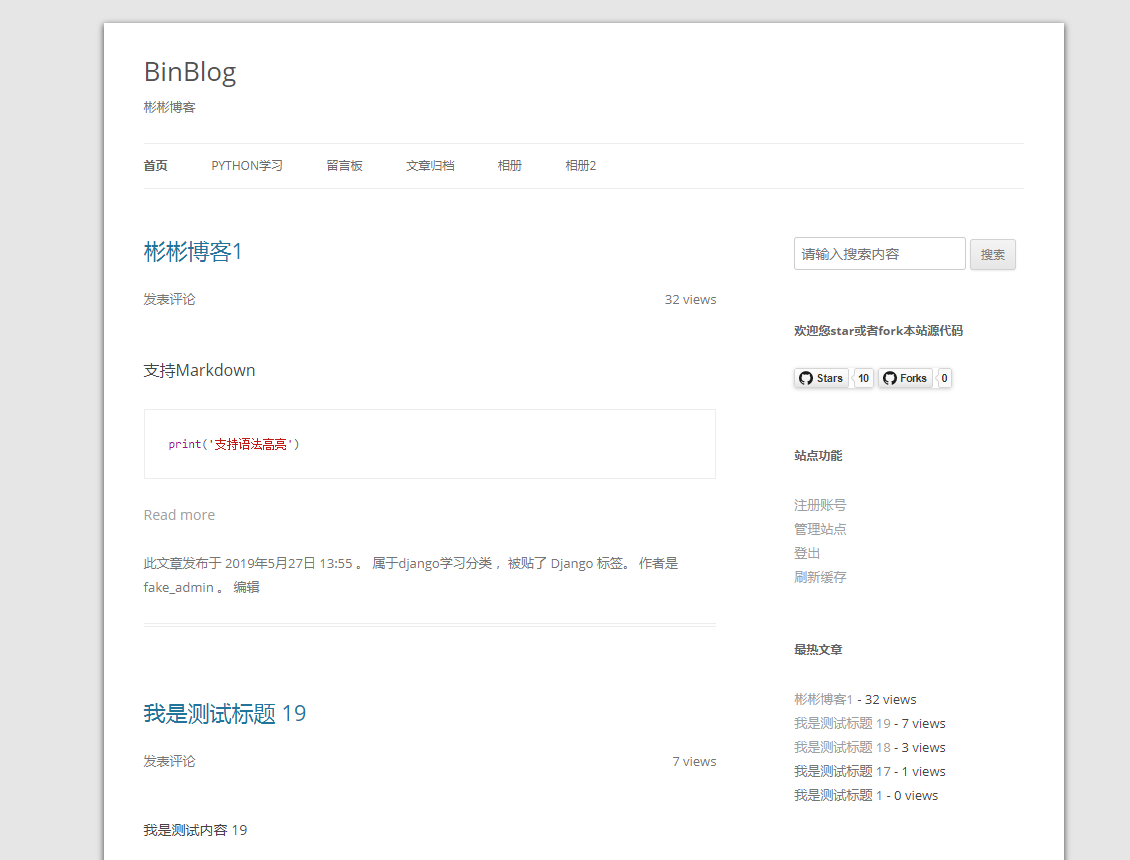 BinBlog
彬彬博客
首页 PYTHON学习 留言板 文章归档 相册 相册2
彬彬博客1
发表评论 32 views
支持Markdown
print('支持语法高亮')
Read more
此文章发布于 2019年5月27日 13:55 。 属于django学习分类 ，被贴了 Django 标签。 作者是
fake_admin 。 编辑
我是测试标题 19
发表评论 7 views
我是测试内容 19
请输入搜索内容 搜索
欢迎您star或者fork本站源代码
Stars 10 Forks 0
站点功能
注册账号
管理站点
登出
刷新缓存
最热文章
彬彬博客1 - 32 views
我是测试标题 19 - 7 views
我是测试标题 18 - 3 views
我是测试标题 17 - 1 views
我是测试标题 1 - 0 views